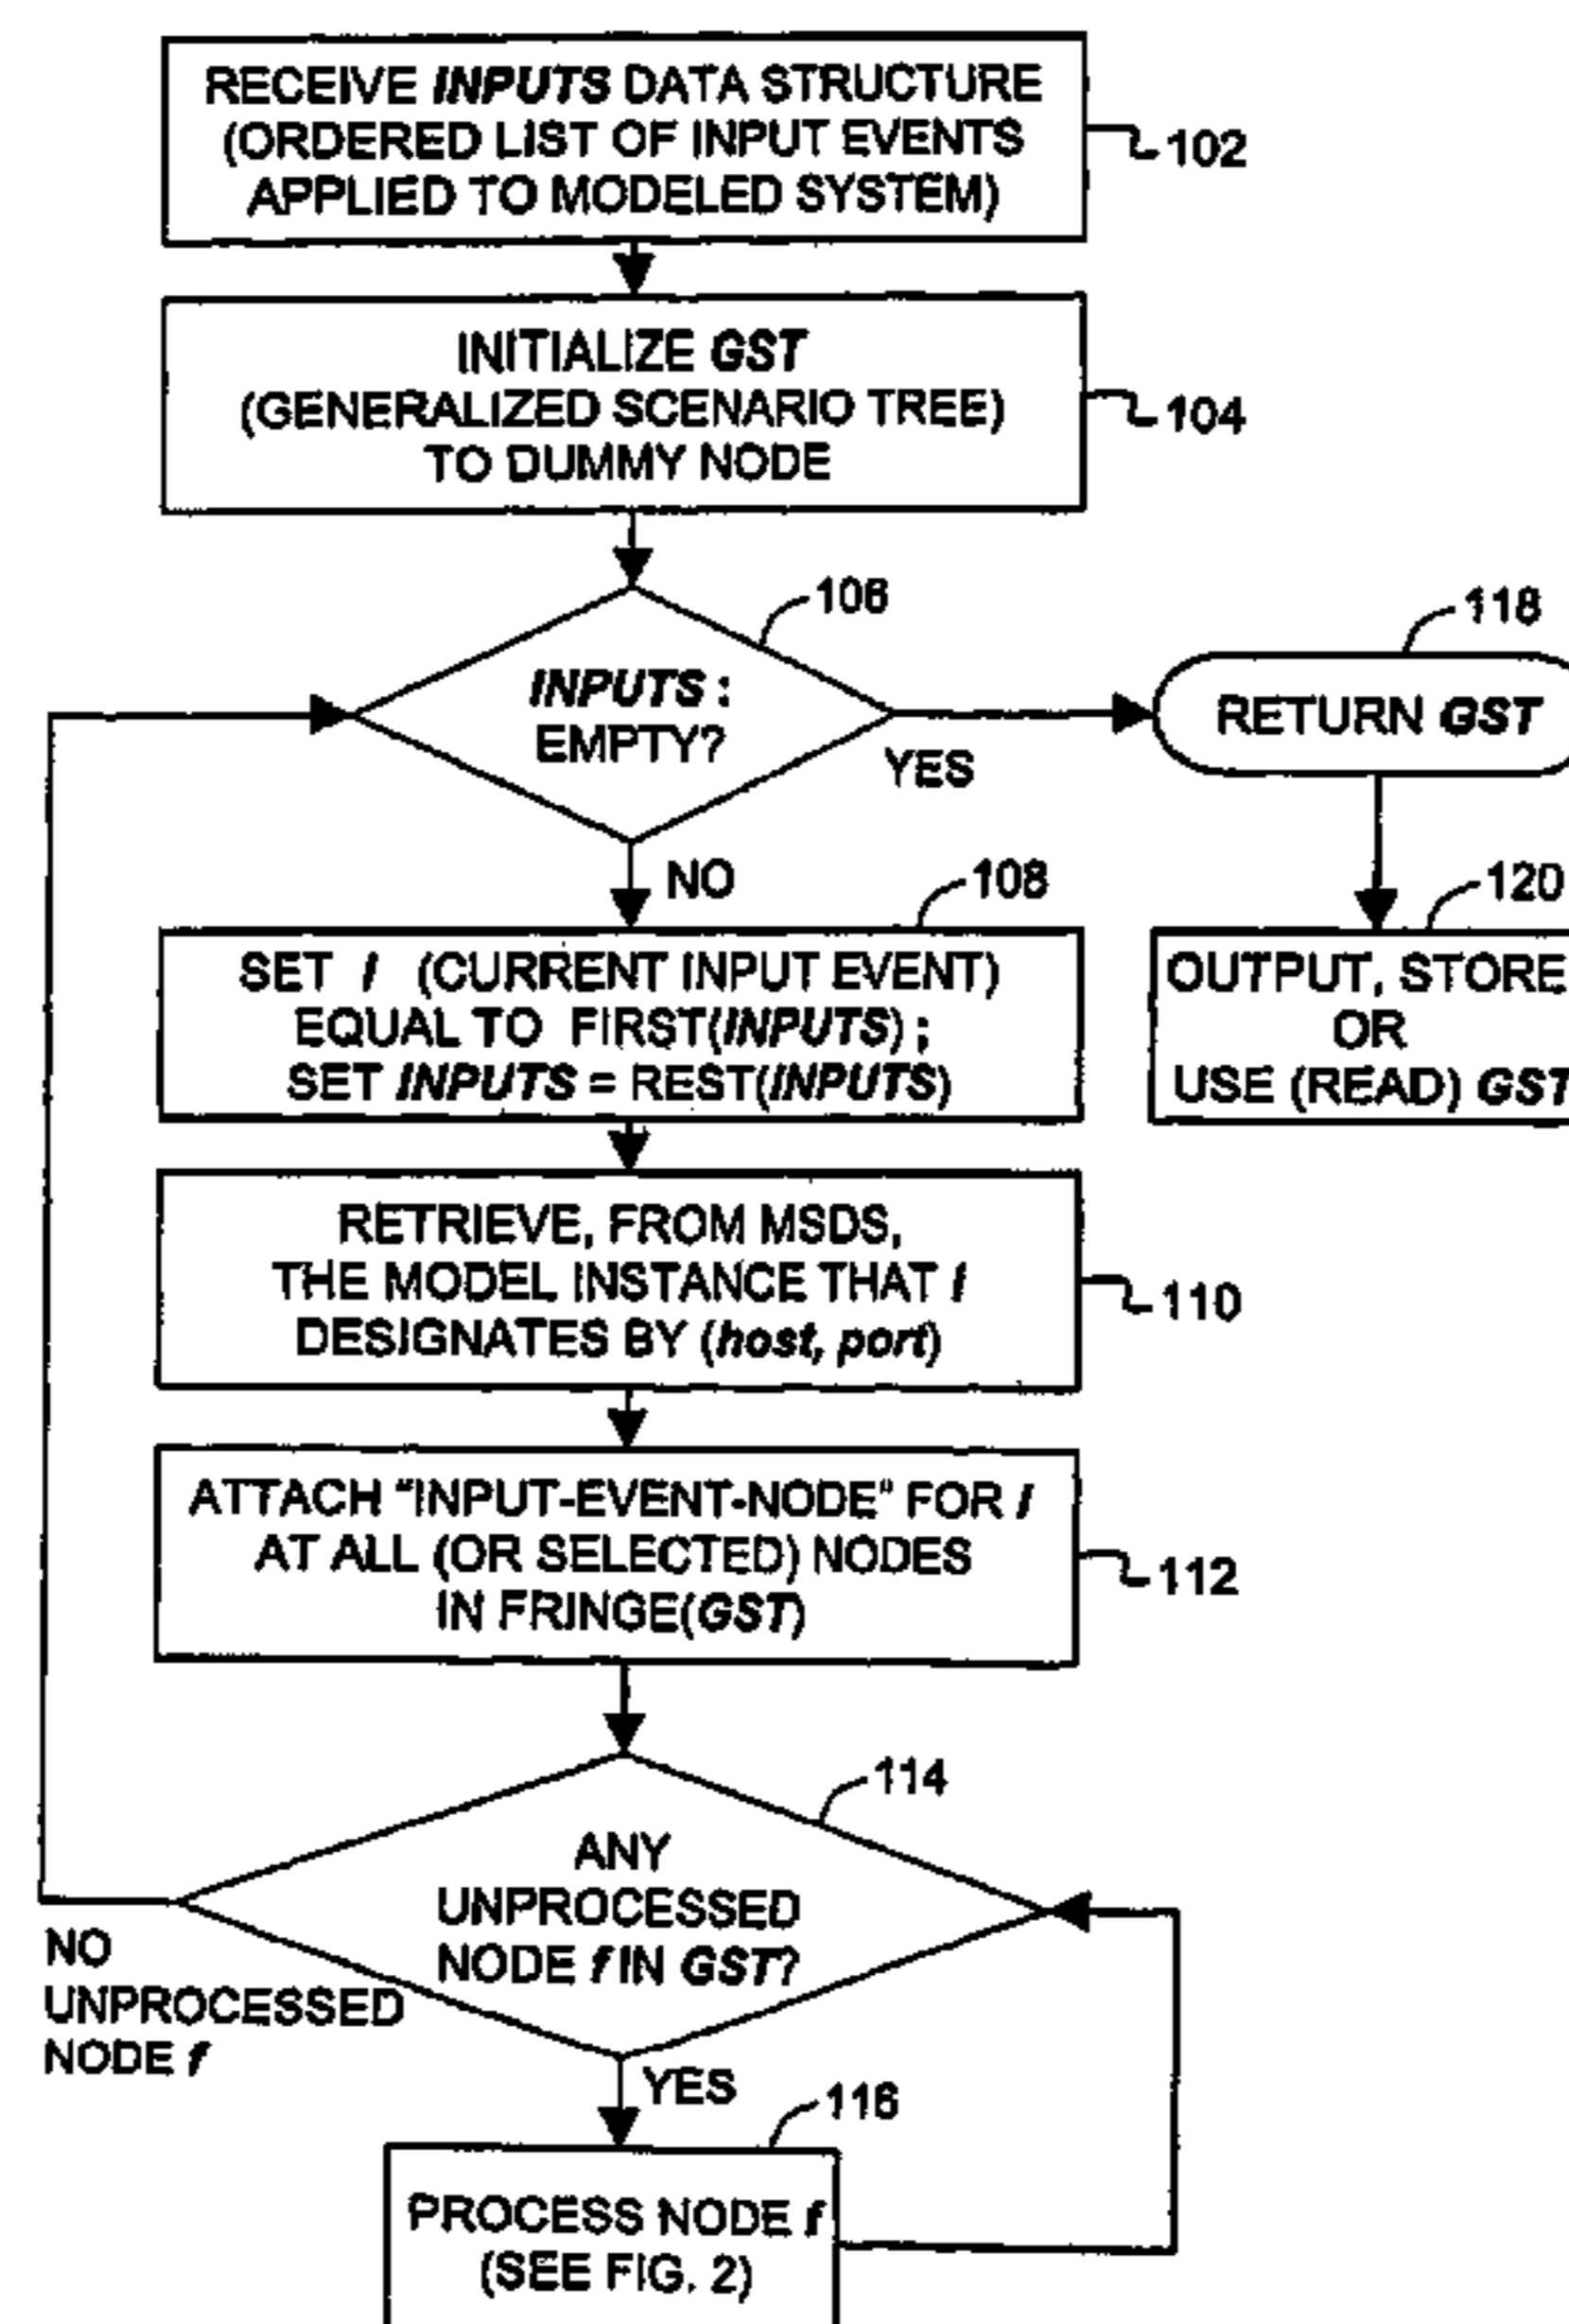 RECEIVE INPUTS DATA STRUCTURE
(ORDERED LIST OF INPUT EVENTS
APPLIED TO MODELED SYSTEM)
102
INITIALIZE GST
(GENERALIZED SCENARIO TREE)
TO DUMMY NODE
104
106
INPUTS :
EMPTY?
YES
118
RETURN GST
NO
108
SET I (CURRENT INPUT EVENT)
EQUAL TO FIRST(INPUTS) ;
SET INPUTS = REST(INPUTS)
120
OUTPUT, STORE
OR
USE (READ) GST
RETRIEVE, FROM MSDS,
THE MODEL INSTANCE THAT I
DESIGNATES BY (host, port)
110
ATTACH "INPUT-EVENT-NODE" FOR I
AT ALL (OR SELECTED) NODES
IN FRINGE(GST)
112
114
ANY
UNPROCESSED
NODE f IN GST?
NO
UNPROCESSED
NODE f
YES
116
PROCESS NODE f
(SEE FIG. 2)